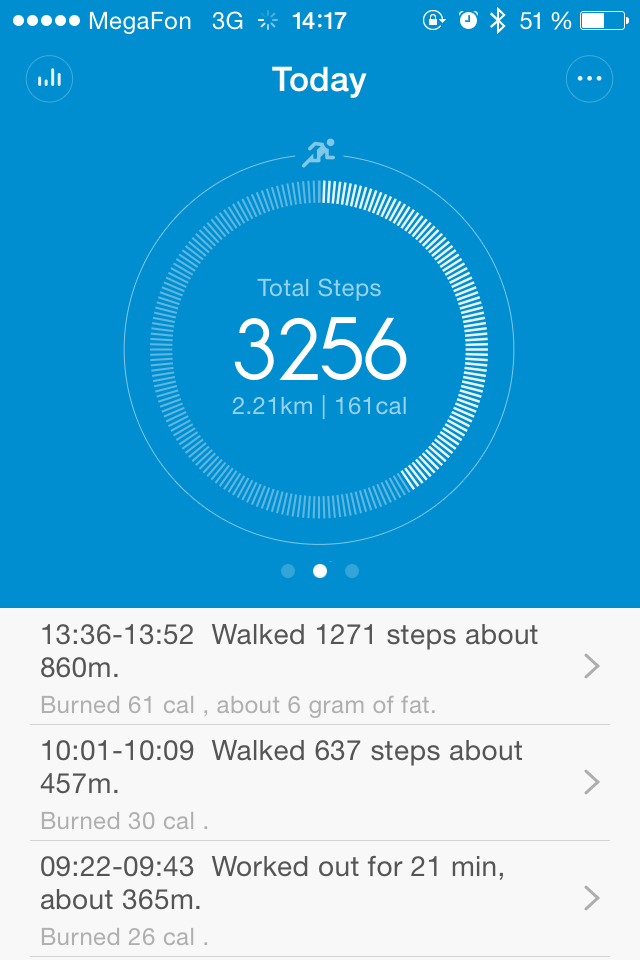 MegaFon 3G 14:17 51 %
Today
Total Steps
3256
2.21km | 161cal
13:36-13:52 Walked 1271 steps about
860m.
Burned 61 cal , about 6 gram of fat.
10:01-10:09 Walked 637 steps about
457m.
Burned 30 cal .
09:22-09:43 Worked out for 21 min,
about 365m.
Burned 26 cal .